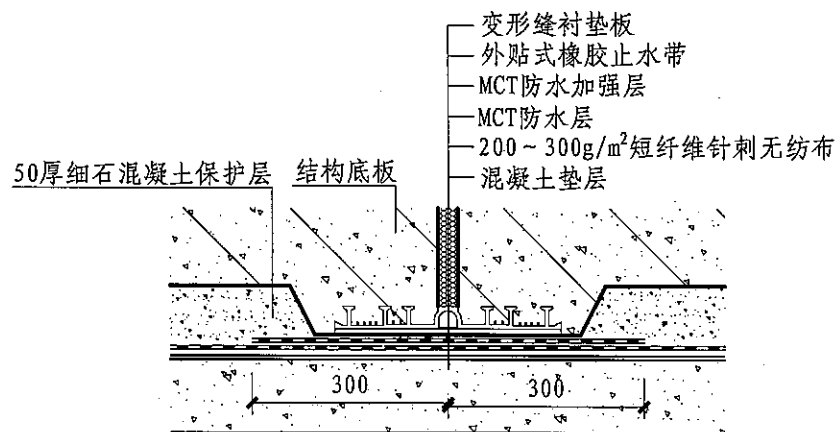 变形缝衬垫板
外贴式橡胶止水带
MCT防水加强层
MCT防水层
200~300g/m²短纤维针刺无纺布
混凝土垫层
50厚细石混凝土保护层
结构底板
300
300